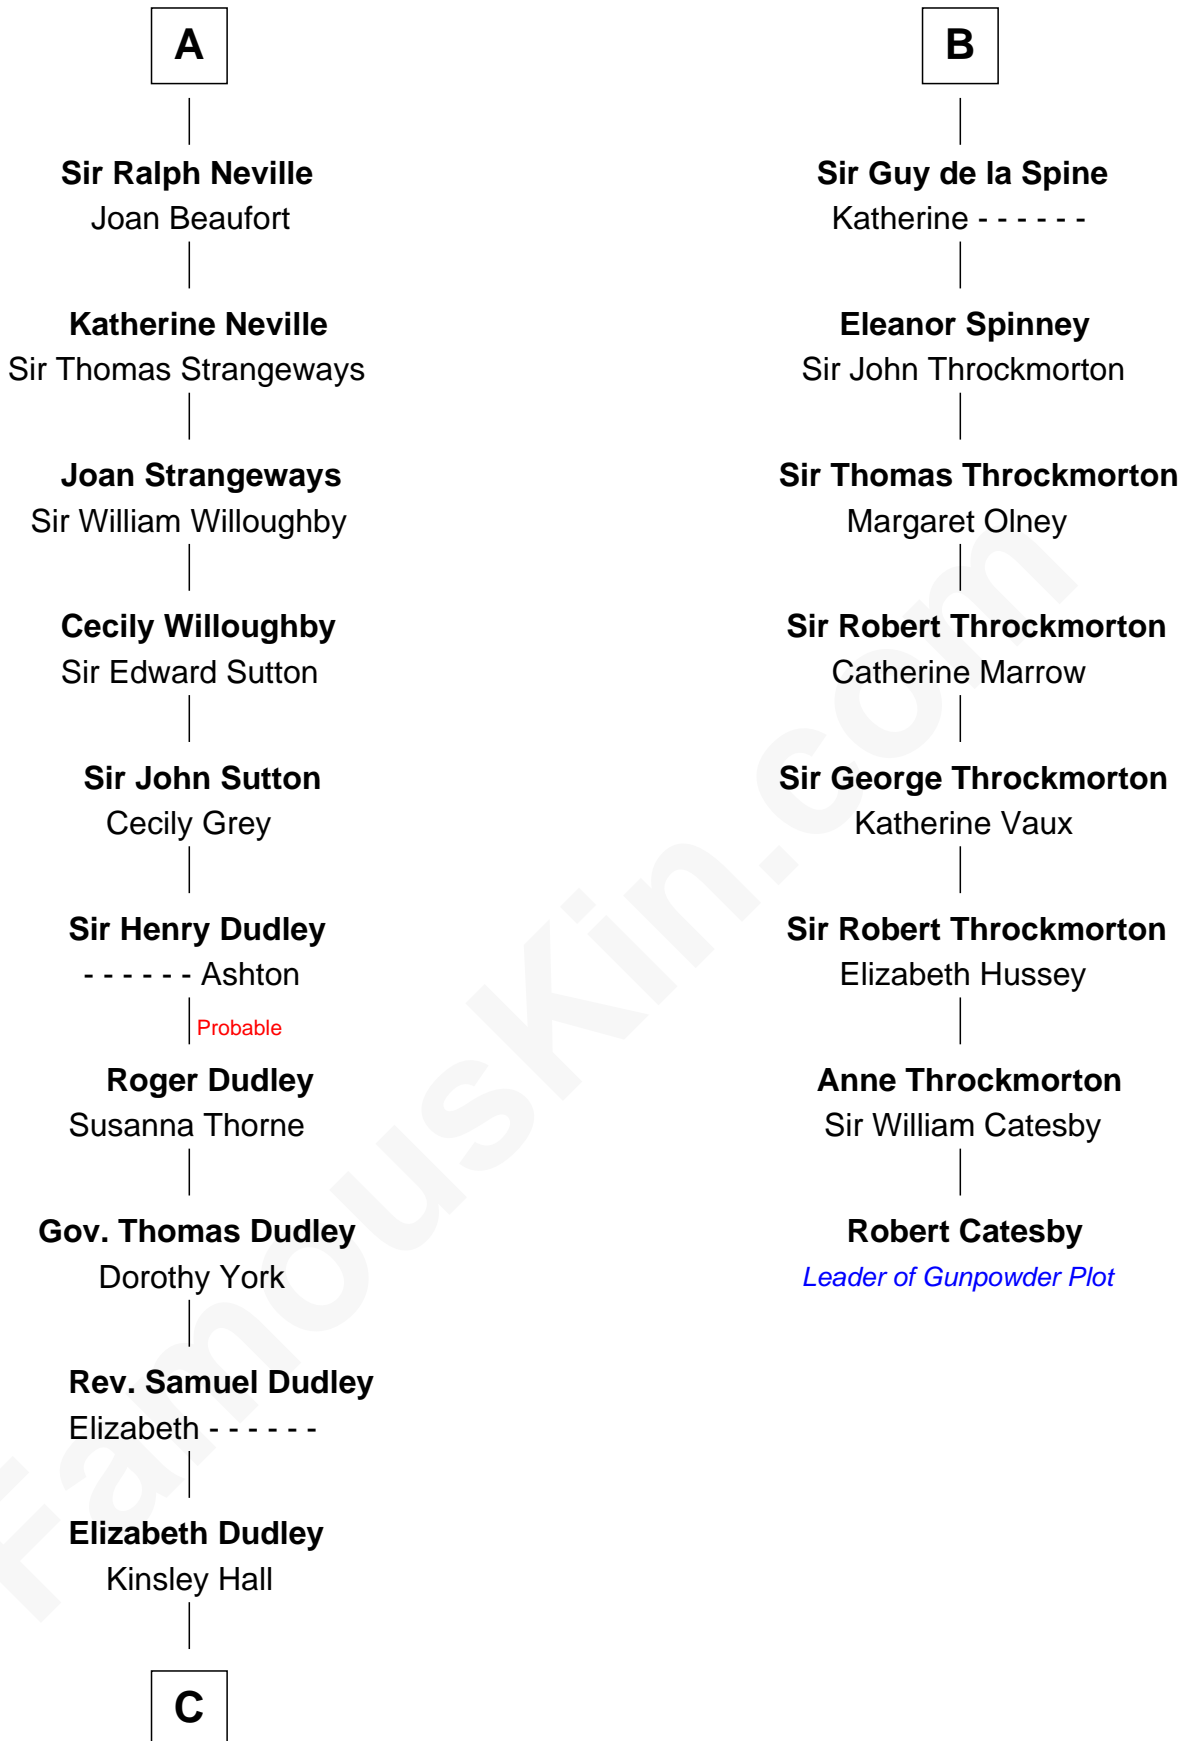 A
Sir Ralph Neville
Joan Beaufort
Katherine Neville
Sir Thomas Strangeways
Joan Strangeways
Sir William Willoughby
Cecily Willoughby
Sir Edward Sutton
Sir John Sutton
Cecily Grey
Sir Henry Dudley
- - - - - - Ashton
Probable
Roger Dudley
Susanna Thorne
Gov. Thomas Dudley
Dorothy York
Rev. Samuel Dudley
Elizabeth - - - - - -
Elizabeth Dudley
Kinsley Hall
C
B
Sir Guy de la Spine
Katherine - - - - - -
Eleanor Spinney
Sir John Throckmorton
Sir Thomas Throckmorton
Margaret Olney
Sir Robert Throckmorton
Catherine Marrow
Sir George Throckmorton
Katherine Vaux
Sir Robert Throckmorton
Elizabeth Hussey
Anne Throckmorton
Sir William Catesby
Robert Catesby
Leader of Gunpowder Plot
FamousKin.com